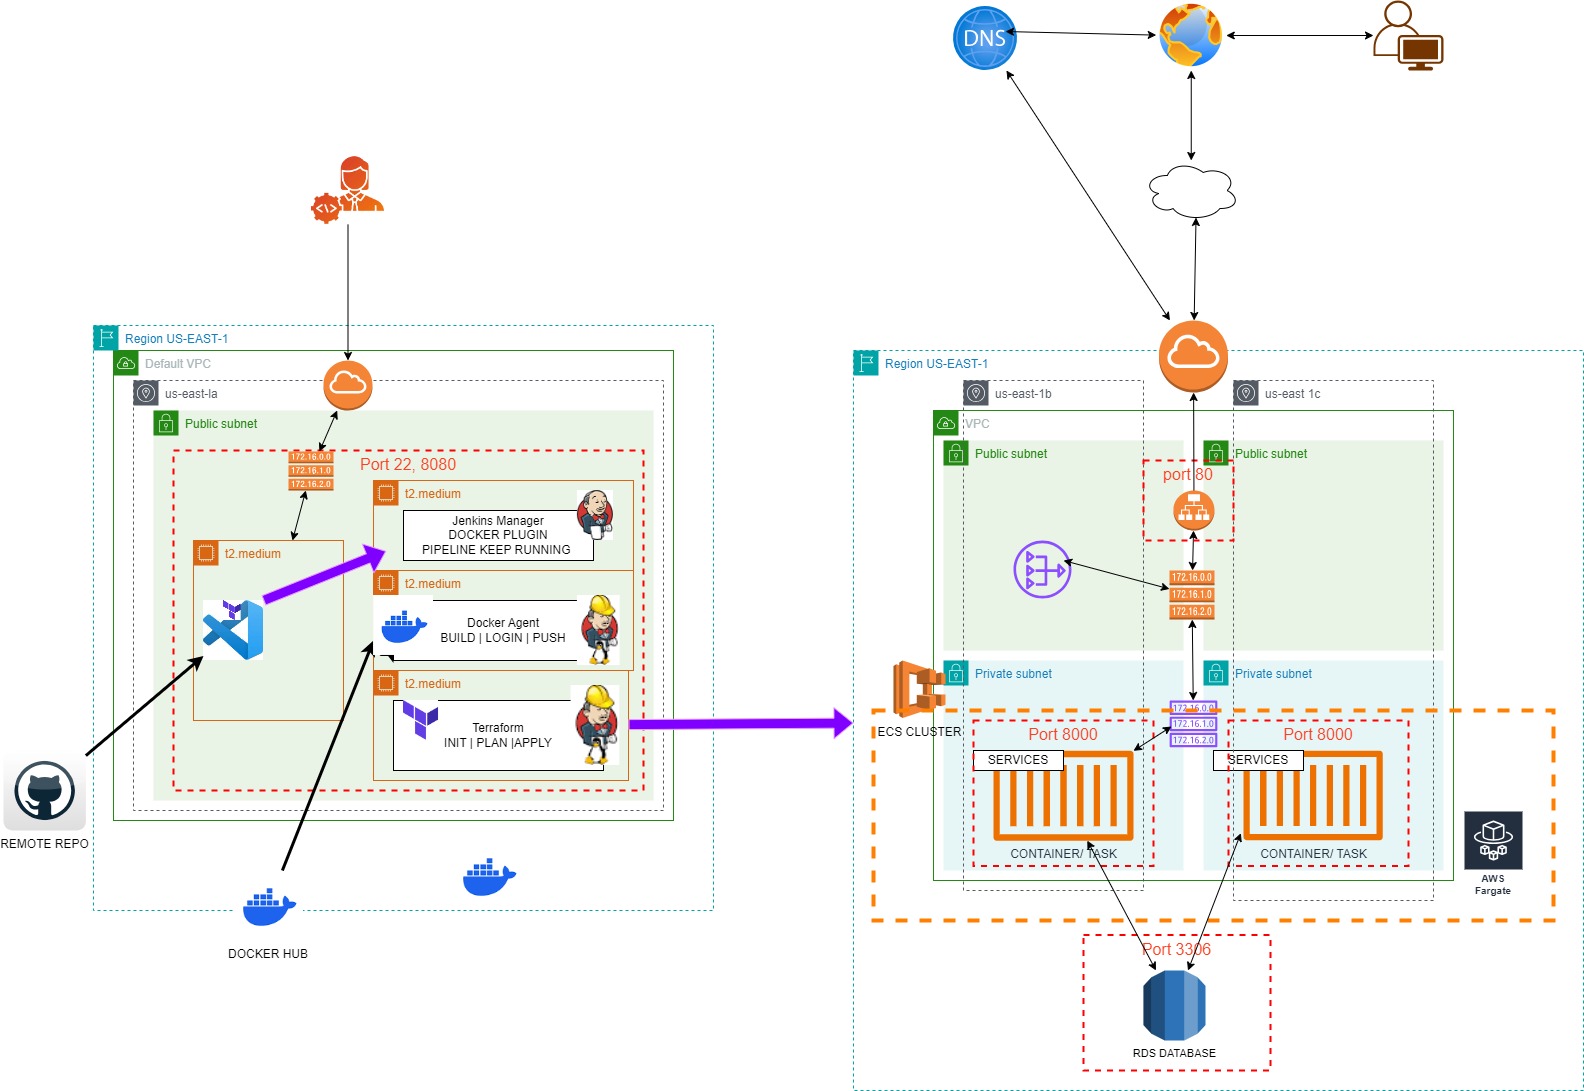 DNS
Region US-EAST-1
Default VPC
us-east-Ia
Public subnet
172.16.0.0
172.16.1.0
172.16.2.0
Port 22, 8080
t2.medium
Jenkins Manager
DOCKER PLUGIN
PIPELINE KEEP RUNNING
t2.medium
t2.medium
Docker Agent
BUILD | LOGIN | PUSH
t2.medium
Terraform
INIT | PLAN |APPLY
REMOTE REPO
DOCKER HUB
Region US-EAST-1
us-east-1b
us-east 1c
VPC
Public subnet
Public subnet
port 80
172.16.0.0
172.16.1.0
172.16.2.0
Private subnet
Private subnet
172.16.0.0
172.16.1.0
172.16.2.0
ECS CLUSTER
Port 8000
Port 8000
SERVICES
SERVICES
CONTAINER/ TASK
CONTAINER/ TASK
AWS
Fargate
Port 3306
RDS DATABASE